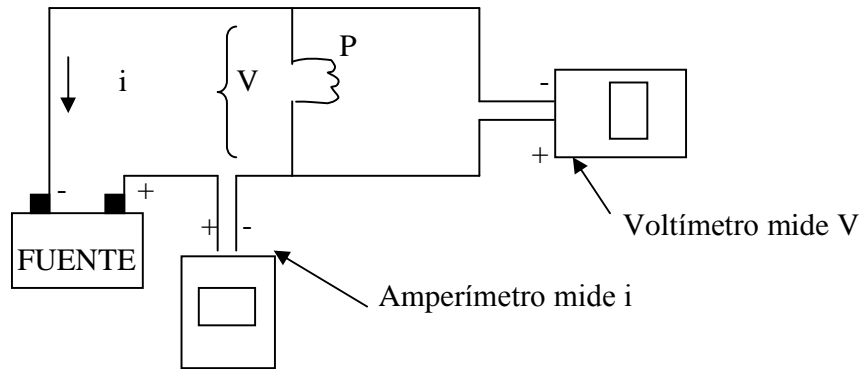 P
i
V
-
+
Voltímetro mide V
-
+
+
-
FUENTE
Amperímetro mide i